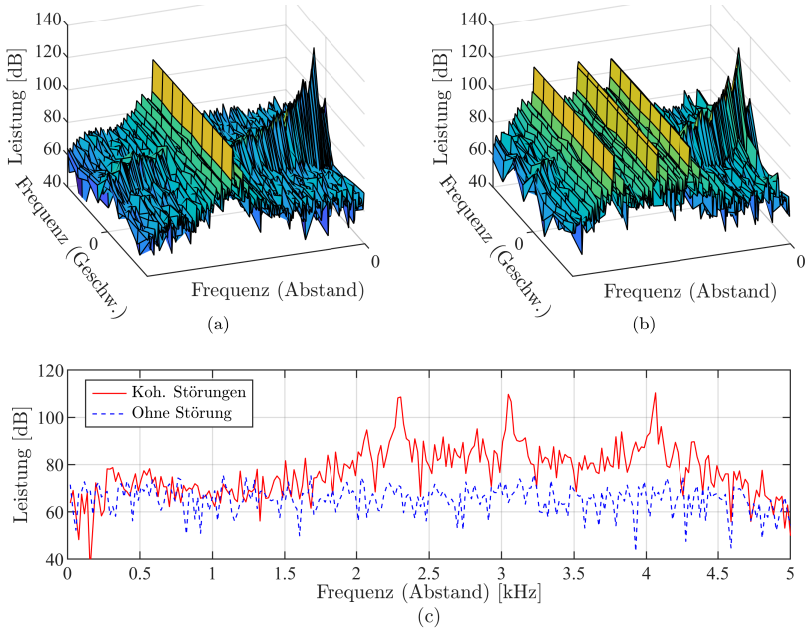 140
120
100
80
60
40
Leistung [dB]
Frequenz (Geschw.)
0
Frequenz (Abstand)
0
(a)
140
120
100
80
60
40
Leistung [dB]
Frequenz (Geschw.)
0
Frequenz (Abstand)
0
(b)
120
100
80
60
40
Leistung [dB]
Koh. Störungen
Ohne Störung
0 0.5 1 1.5 2 2.5 3 3.5 4 4.5 5
Frequenz (Abstand) [kHz]
(c)